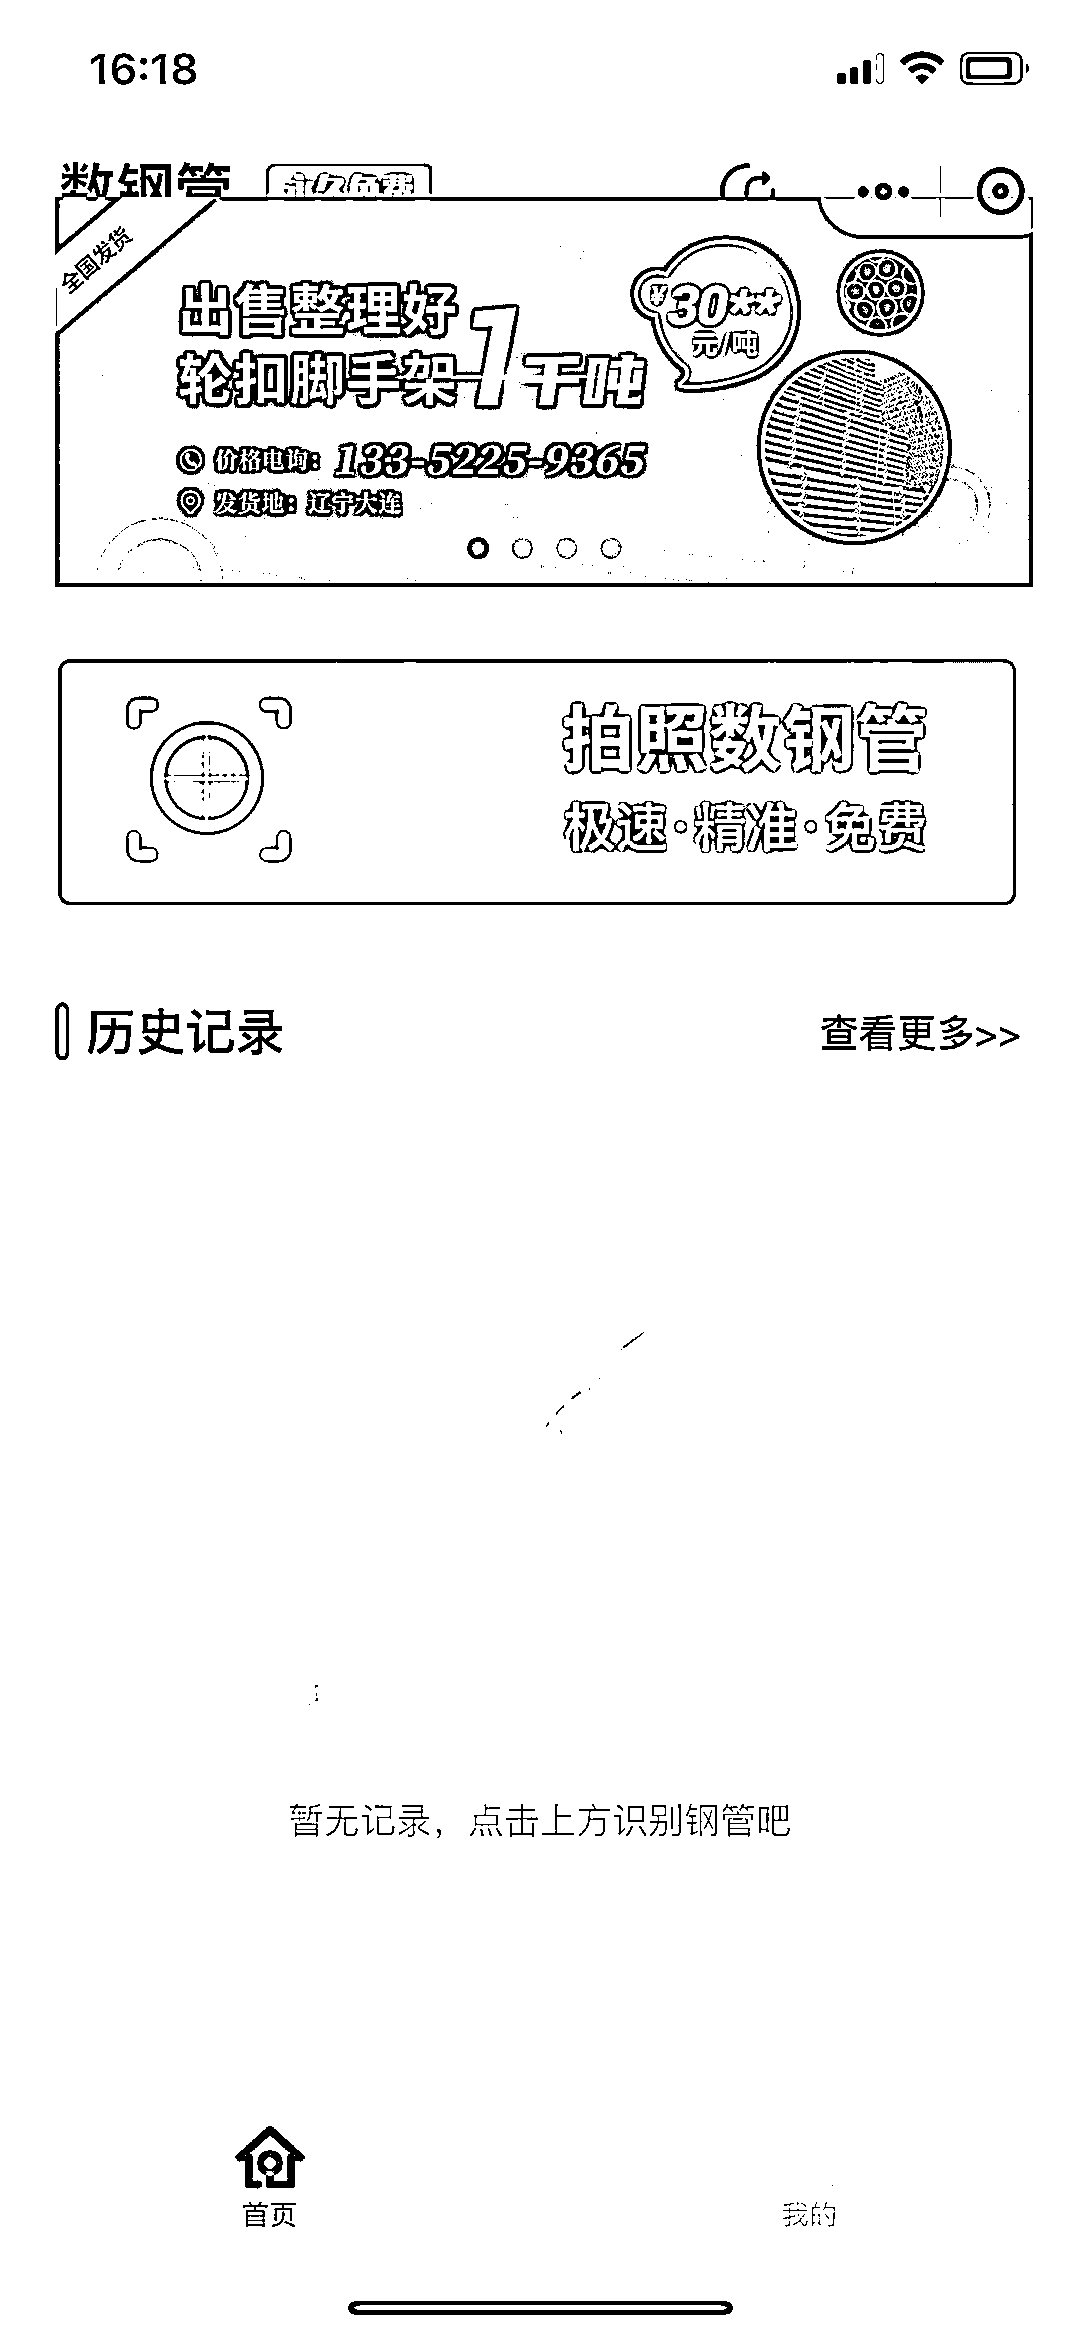 16:18
数钢管 永久免费
全国发货
出售整理好
轮扣脚手架1千吨
¥30**
元/吨
价格电询：133-5225-9365
发货地：辽宁大连
拍照数钢管
极速·精准·免费
历史记录 查看更多>>
暂无记录，点击上方识别钢管吧
首页 我的